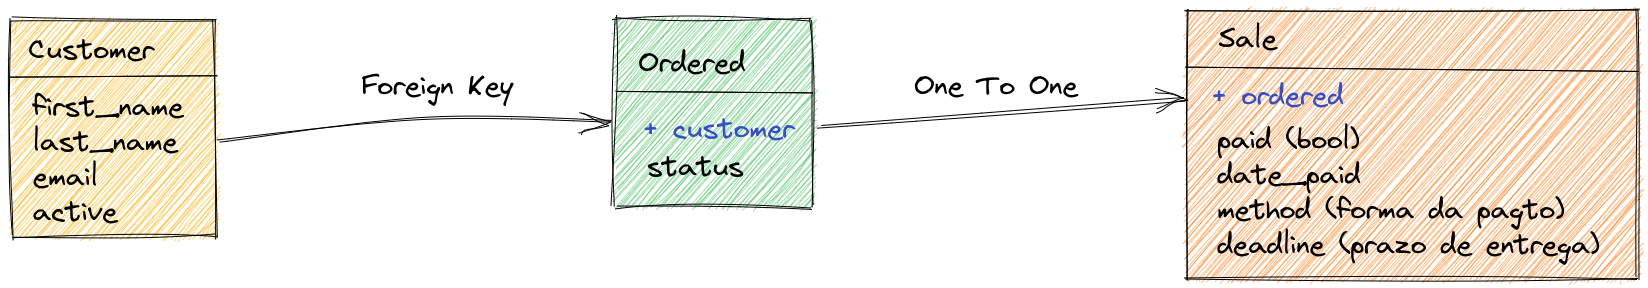 Customer
first_name
last_name
email
active
Foreign Key
Ordered
+ customer
status
One To One
Sale
+ ordered
paid (bool)
date_paid
method (forma da pagto)
deadline (prazo de entrega)